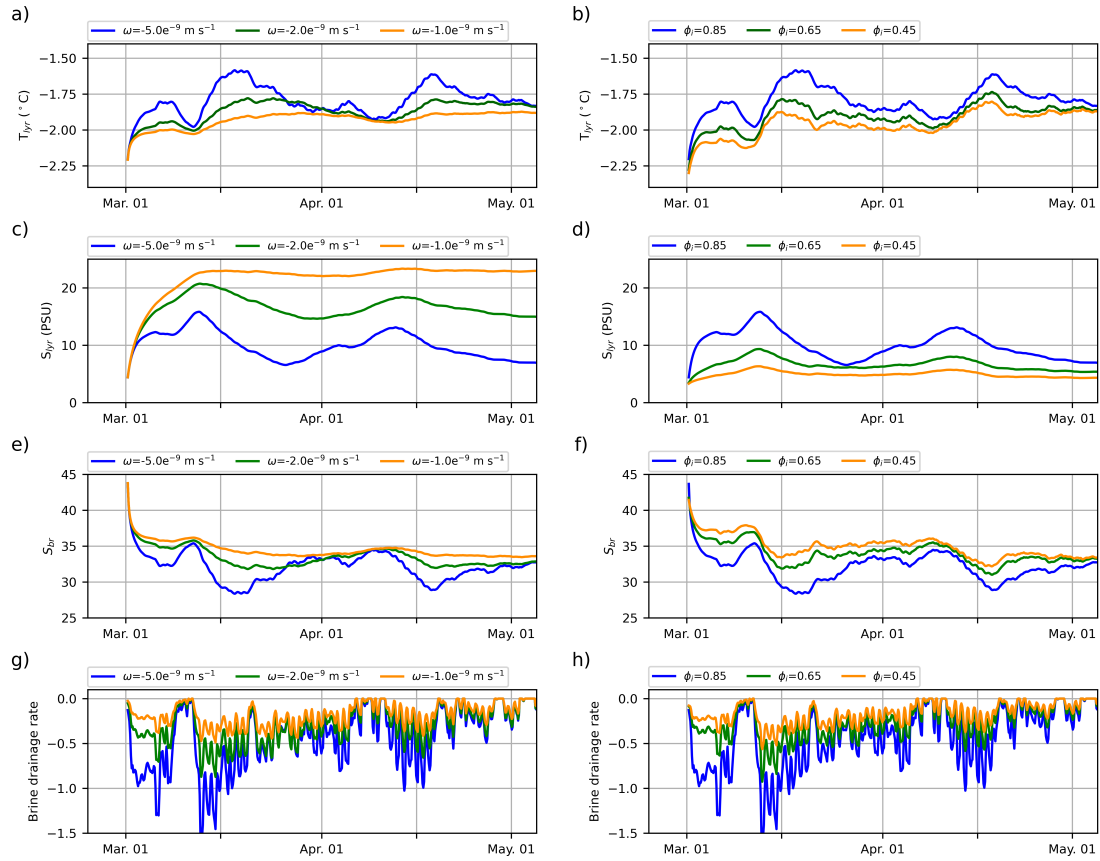 a)
ω=-5.0e⁻⁹ m s⁻¹ ω=-2.0e⁻⁹ m s⁻¹ ω=-1.0e⁻⁹ m s⁻¹
−1.50
−1.75
−2.00
−2.25
T_lyr (°C)
Mar. 01 Apr. 01 May. 01
b)
ϕᵢ=0.85 ϕᵢ=0.65 ϕᵢ=0.45
−1.50
−1.75
−2.00
−2.25
T_lyr (°C)
Mar. 01 Apr. 01 May. 01
c)
ω=-5.0e⁻⁹ m s⁻¹ ω=-2.0e⁻⁹ m s⁻¹ ω=-1.0e⁻⁹ m s⁻¹
20
10
0
S_lyr (PSU)
Mar. 01 Apr. 01 May. 01
d)
ϕᵢ=0.85 ϕᵢ=0.65 ϕᵢ=0.45
20
10
0
S_lyr (PSU)
Mar. 01 Apr. 01 May. 01
e)
ω=-5.0e⁻⁹ m s⁻¹ ω=-2.0e⁻⁹ m s⁻¹ ω=-1.0e⁻⁹ m s⁻¹
45
40
35
30
25
S_br
Mar. 01 Apr. 01 May. 01
f)
ϕᵢ=0.85 ϕᵢ=0.65 ϕᵢ=0.45
45
40
35
30
25
S_br
Mar. 01 Apr. 01 May. 01
g)
ω=-5.0e⁻⁹ m s⁻¹ ω=-2.0e⁻⁹ m s⁻¹ ω=-1.0e⁻⁹ m s⁻¹
0.0
−0.5
−1.0
−1.5
Brine drainage rate
Mar. 01 Apr. 01 May. 01
h)
ϕᵢ=0.85 ϕᵢ=0.65 ϕᵢ=0.45
0.0
−0.5
−1.0
−1.5
Brine drainage rate
Mar. 01 Apr. 01 May. 01